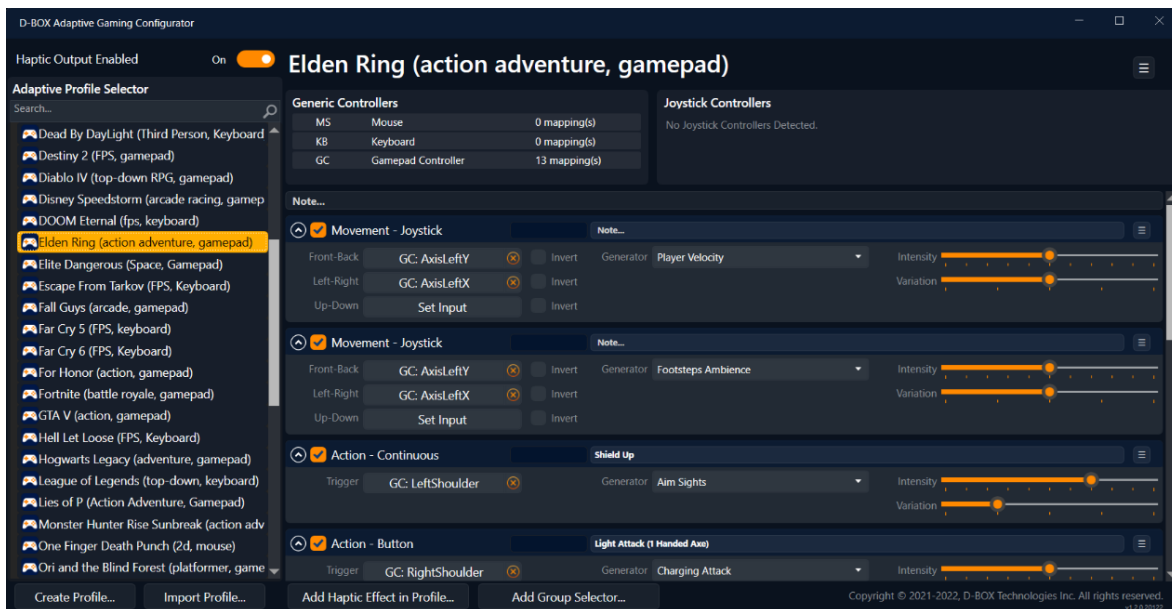 D-BOX Adaptive Gaming Configurator
Haptic Output Enabled On
Adaptive Profile Selector
Search...
Dead By DayLight (Third Person, Keyboard
Destiny 2 (FPS, gamepad)
Diablo IV (top-down RPG, gamepad)
Disney Speedstorm (arcade racing, gamep
DOOM Eternal (fps, keyboard)
Elden Ring (action adventure, gamepad)
Elite Dangerous (Space, Gamepad)
Escape From Tarkov (FPS, Keyboard)
Fall Guys (arcade, gamepad)
Far Cry 5 (FPS, keyboard)
Far Cry 6 (FPS, Keyboard)
For Honor (action, gamepad)
Fortnite (battle royale, gamepad)
GTA V (action, gamepad)
Hell Let Loose (FPS, Keyboard)
Hogwarts Legacy (adventure, gamepad)
League of Legends (top-down, keyboard)
Lies of P (Action Adventure, Gamepad)
Monster Hunter Rise Sunbreak (action adv
One Finger Death Punch (2d, mouse)
Ori and the Blind Forest (platformer, game
Create Profile... Import Profile...
Elden Ring (action adventure, gamepad)
Generic Controllers
MS Mouse 0 mapping(s)
KB Keyboard 0 mapping(s)
GC Gamepad Controller 13 mapping(s)
Joystick Controllers
No Joystick Controllers Detected.
Note...
Movement - Joystick Note...
Front-Back GC: AxisLeftY Invert Generator Player Velocity Intensity
Left-Right GC: AxisLeftX Invert Variation
Up-Down Set Input Invert
Movement - Joystick Note...
Front-Back GC: AxisLeftY Invert Generator Footsteps Ambience Intensity
Left-Right GC: AxisLeftX Invert Variation
Up-Down Set Input Invert
Action - Continuous Shield Up
Trigger GC: LeftShoulder Generator Aim Sights Intensity
Variation
Action - Button Light Attack (1 Handed Axe)
Trigger GC: RightShoulder Generator Charging Attack Intensity
Add Haptic Effect in Profile... Add Group Selector...
Copyright © 2021-2022, D-BOX Technologies Inc. All rights reserved.